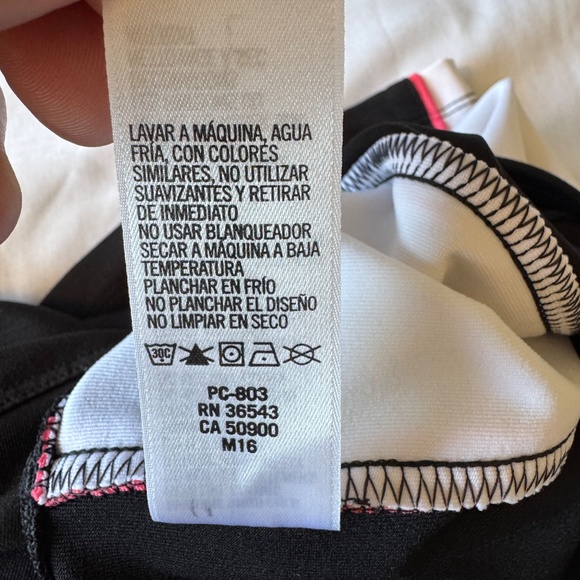 LAVAR A MÁQUINA, AGUA
FRÍA, CON COLORES
SIMILARES, NO UTILIZAR
SUAVIZANTES Y RETIRAR
DE INMEDIATO
NO USAR BLANQUEADOR
SECAR A MÁQUINA A BAJA
TEMPERATURA
PLANCHAR EN FRÍO
NO PLANCHAR EL DISEÑO
NO LIMPIAR EN SECO
30C
PC-803
RN 36543
CA 50900
M16